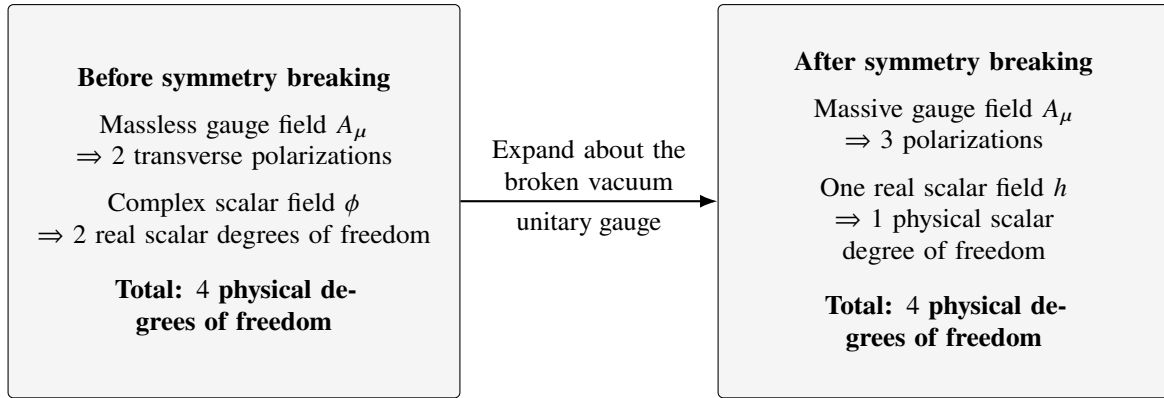 Before symmetry breaking
Massless gauge field A_μ
⇒ 2 transverse polarizations
Complex scalar field ϕ
⇒ 2 real scalar degrees of freedom
Total: 4 physical de-
grees of freedom
Expand about the
broken vacuum
unitary gauge
After symmetry breaking
Massive gauge field A_μ
⇒ 3 polarizations
One real scalar field h
⇒ 1 physical scalar
degree of freedom
Total: 4 physical de-
grees of freedom